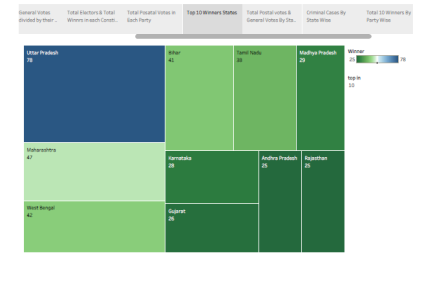 General Votes
divided by their ..
Total Electors & Total
Winnrs in each Consti..
Total Posatal Votes in
Each Party
Top 10 Winners States
Total Postal votes &
General Votes By Sta..
Criminal Cases By
State Wise
Total 10 Winners By
Party Wise
Uttar Pradesh
78
Bihar
41
Tamil Nadu
Madhya Pradesh
29
Winner
25
78
top in
10
Maharashtra
47
Karnataka
28
Andhra Pradesh
25
Rajasthan
25
West Bengal
42
Gujarat
26